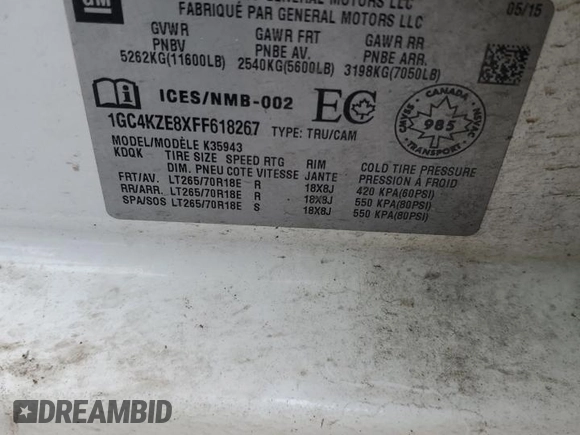 GM
GENERAL MOTORS LLC
FABRIQUÉ PAR GENERAL MOTORS LLC
05/15
GVWR GAWR FRT GAWR RR
PNBV PNBE AV. PNBE ARR.
5262KG(11600LB) 2540KG(5600LB) 3198KG(7050LB)
ICES/NMB-002 EC
CANADA
CMVSS 985 NSVAC
TRANSPORT
1GC4KZE8XFF618267 TYPE: TRU/CAM
MODEL/MODÈLE K35943
KDQK TIRE SIZE SPEED RTG RIM COLD TIRE PRESSURE
DIM. PNEU COTE VITESSE JANTE PRESSION À FROID
FRT/AV. LT265/70R18E R 18X8J 420 KPA(60PSI)
RR/ARR. LT265/70R18E R 18X8J 550 KPA(80PSI)
SPA/SOS LT265/70R18E S 18X8J 550 KPA(80PSI)
DREAMBID